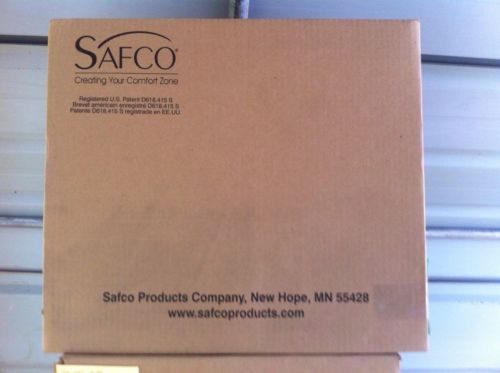 SAFCO®
Creating Your Comfort Zone
Registered U.S. Patent D618,415 S
Brevet américain enregistré D618,415 S
Patente D618,415 S registrada en EE.UU.
Safco Products Company, New Hope, MN 55428
www.safcoproducts.com